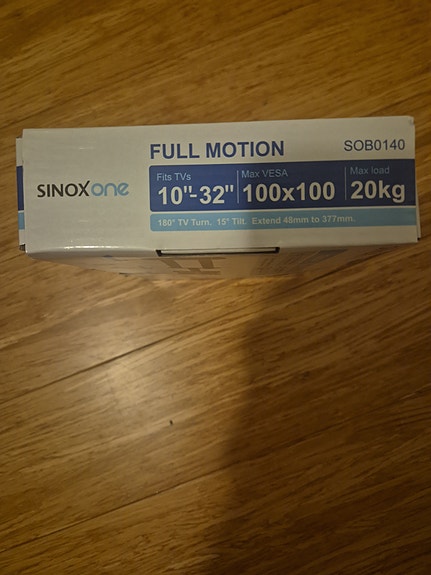 FULL MOTION SOB0140
SINOXone
Fits TVs Max VESA Max load
10"-32" 100x100 20kg
180° TV Turn. 15° Tilt. Extend 48mm to 377mm.